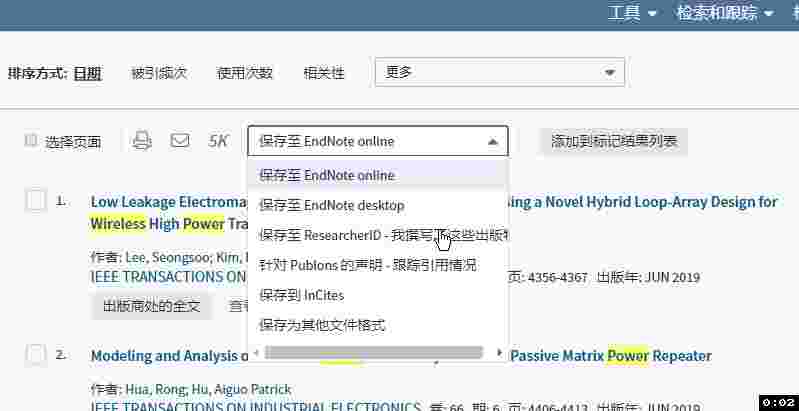 工具 检索和跟踪
排序方式: 日期 被引频次 使用次数 相关性 更多
选择页面 5K 保存至 EndNote online 添加到标记结果列表
保存至 EndNote online
保存至 EndNote desktop
保存至 ResearcherID - 我撰写了这些出版物
针对 Publons 的声明 - 跟踪引用情况
保存到 InCites
保存为其他文件格式
1. Low Leakage Electroma sing a Novel Hybrid Loop-Array Design for
Wireless High Power Tra
作者: Lee, Seongsoo; Kim,
IEEE TRANSACTIONS ON 页: 4356-4367 出版年: JUN 2019
出版商处的全文 查看
2. Modeling and Analysis o Passive Matrix Power Repeater
作者: Hua, Rong; Hu, Aiguo Patrick
IEEE TRANSACTIONS ON INDUSTRIAL ELECTRONICS 卷: 66 期: 6 页: 4406-4413 出版年: JUN 2019
0:02